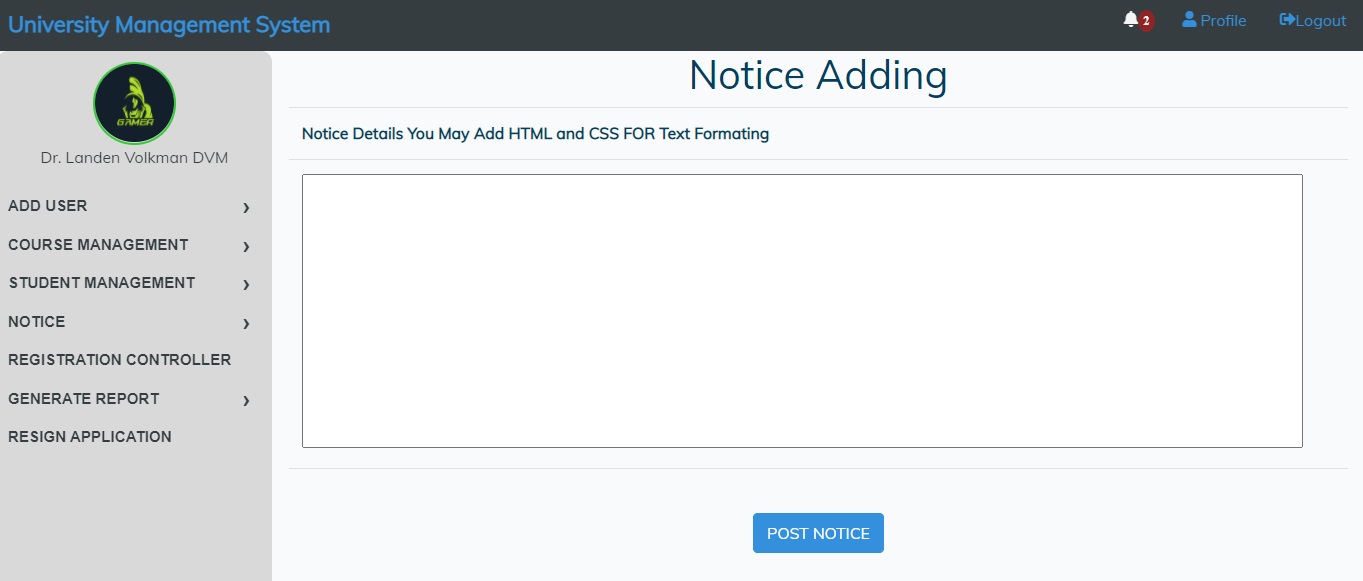 University Management System
2
Profile
Logout
GAMER
Dr. Landen Volkman DVM
ADD USER
COURSE MANAGEMENT
STUDENT MANAGEMENT
NOTICE
REGISTRATION CONTROLLER
GENERATE REPORT
RESIGN APPLICATION
Notice Adding
Notice Details You May Add HTML and CSS FOR Text Formating
POST NOTICE